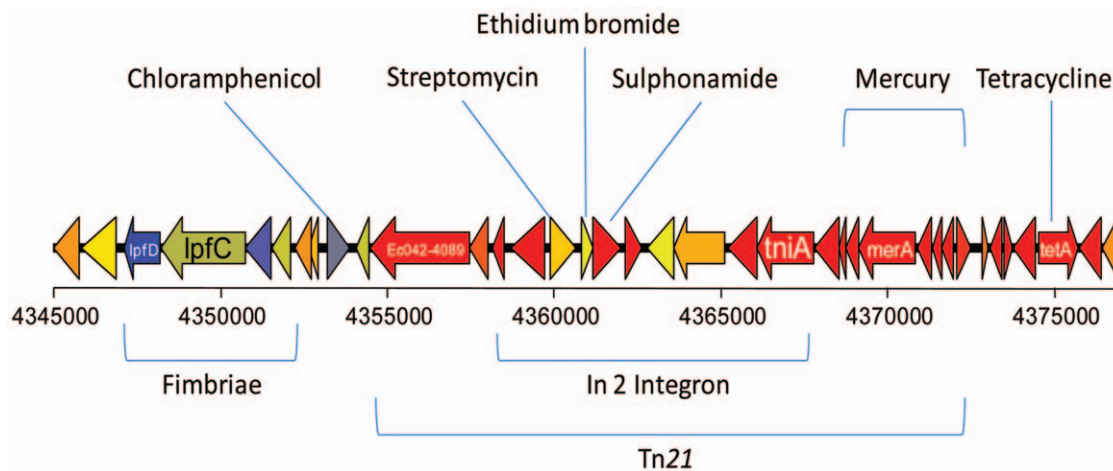 Ethidium bromide
Chloramphenicol Streptomycin Sulphonamide Mercury Tetracycline
lpfD lpfC Ec042-4089 tniA merA tetA
4345000 4350000 4355000 4360000 4365000 4370000 4375000
Fimbriae In 2 Integron
Tn21